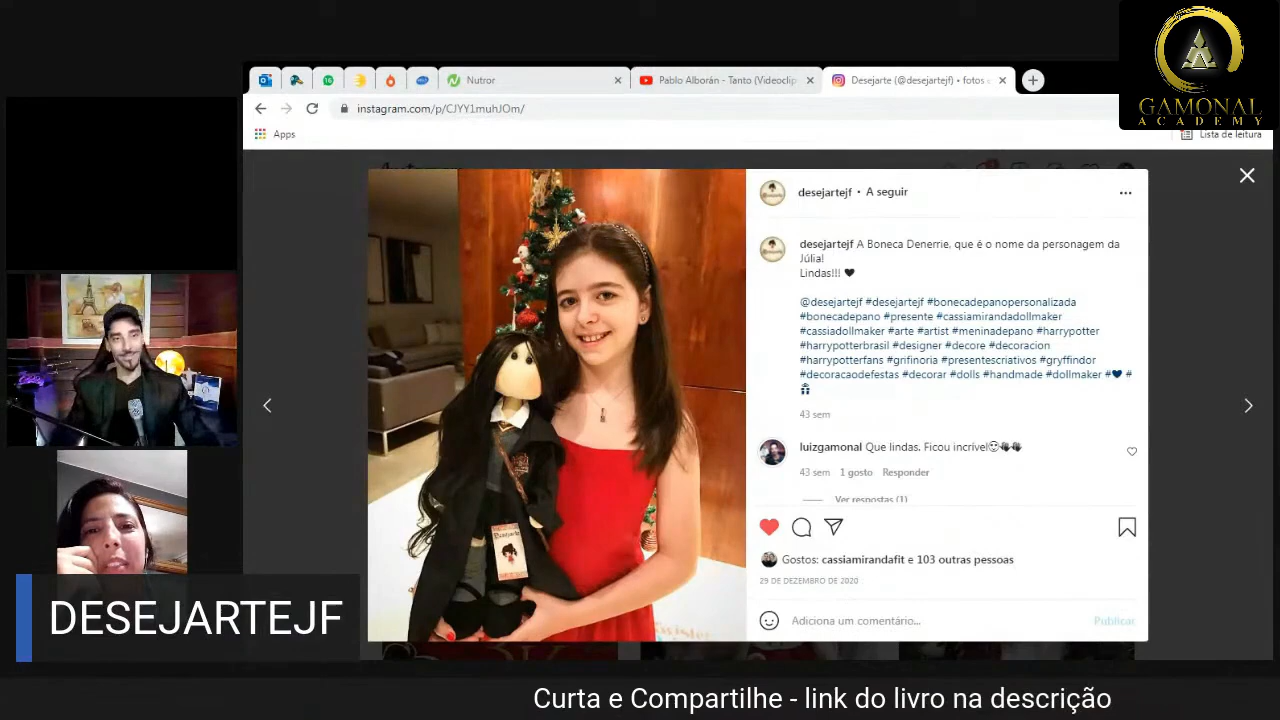 GAMONAL
ACADEMY
Nutror
Pablo Alborán - Tanto (Videoclip
Desejarte (@desejartejf) • fotos e
instagram.com/p/CJYY1muhJOm/
Apps
Lista de leitura
desejartejf • A seguir
desejartejf A Boneca Denerrie, que é o nome da personagem da
Júlia!
Lindas!!! 🖤
@desejartejf #desejartejf #bonecadepanopersonalizada
#bonecadepano #presente #cassiamirandadollmaker
#cassiadollmaker #arte #artist #meninadepano #harrypotter
#harrypotterbrasil #designer #decore #decoracion
#harrypotterfans #grifinoria #presentescriativos #gryffindor
#decoracaodefestas #decorar #dolls #handmade #dollmaker #🖤 #
43 sem
luizgamonal Que lindas. Ficou incrível
43 sem 1 gosto Responder
Ver respostas (1)
Gostos: cassiamirandafit e 103 outras pessoas
29 DE DEZEMBRO DE 2020
Adiciona um comentário...
Publicar
Desejarte
DESEJARTEJF
Curta e Compartilhe - link do livro na descrição